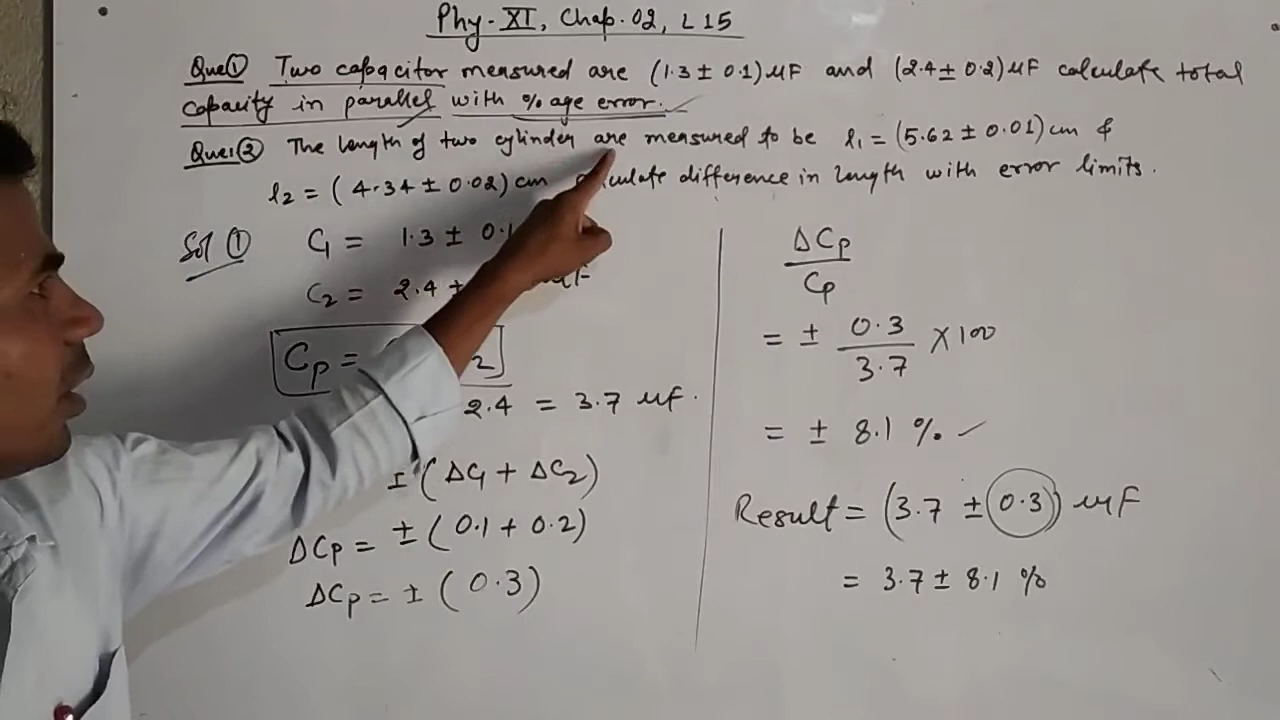 Phy-XI, Chap.02, L15
Que① Two capacitor measured are (1.3 ± 0.1) μF and (2.4 ± 0.2) μF calculate total
capacity in parallel with % age error.
Que:② The length of two cylinder are measured to be l₁ = (5.62 ± 0.01) cm &
l₂ = (4.34 ± 0.02) cm difference in length with error limits.
Sol ① C₁ = 1.3 ± 0.1
C₂ = 2.4 ±
Cp =
2.4 = 3.7 μF.
± (ΔC₁ + ΔC₂)
ΔCp = ± (0.1 + 0.2)
ΔCp = ± (0.3)
ΔCp
Cp
= ± 0.3 × 100
3.7
= ± 8.1 %
Result = (3.7 ± 0.3) μF
= 3.7 ± 8.1 %